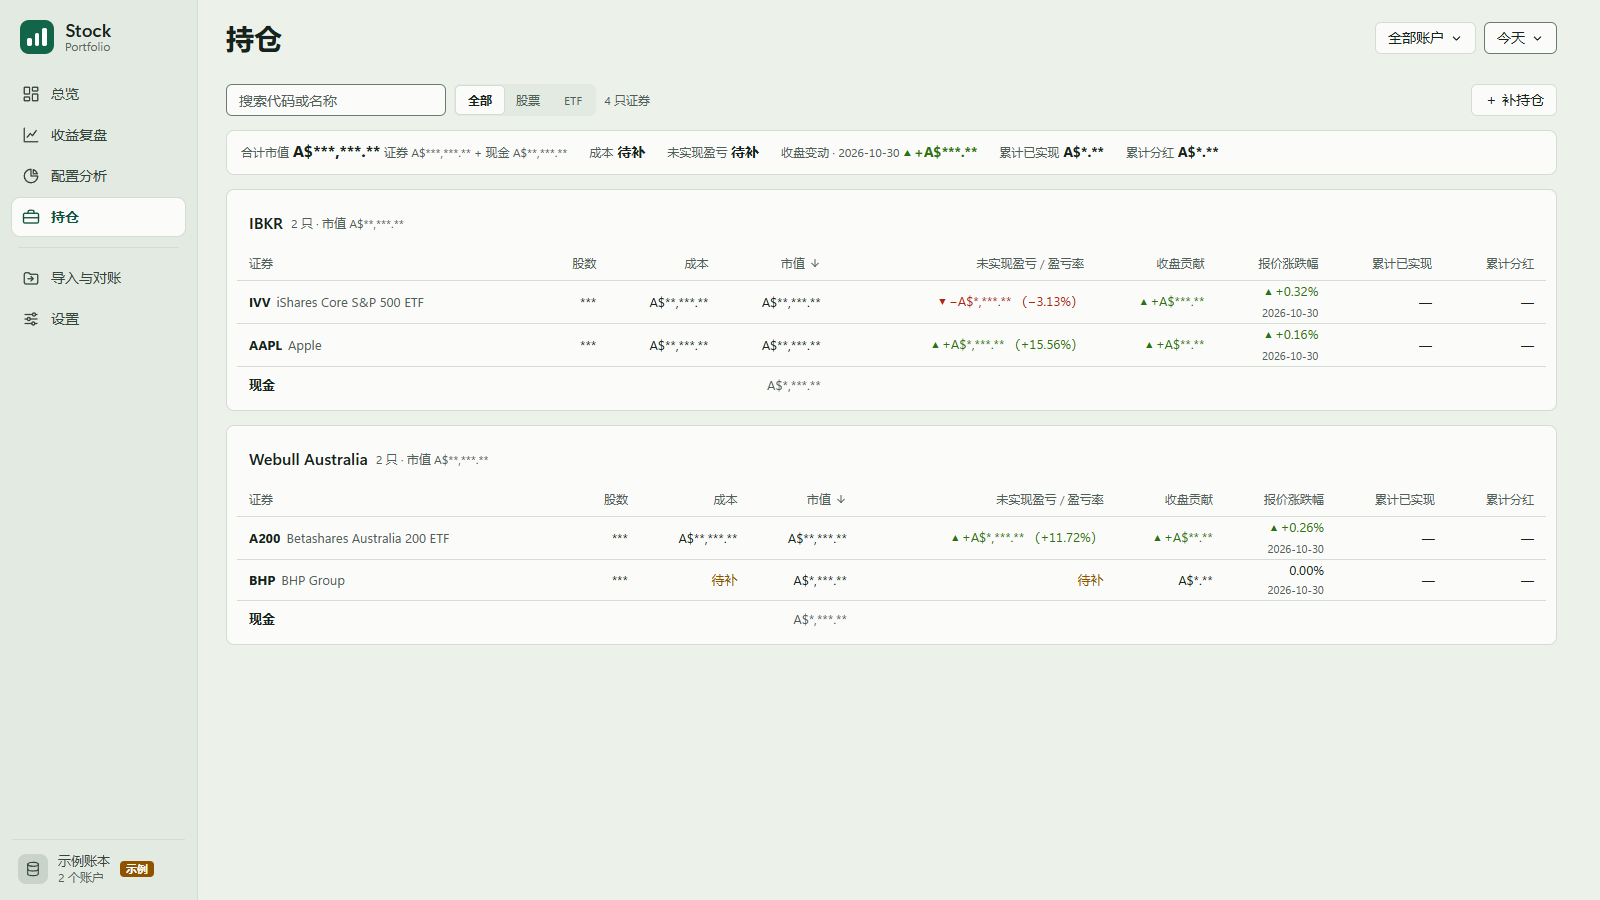 Stock
Portfolio
总览
收益复盘
配置分析
持仓
导入与对账
设置
示例账本
2 个账户
示例
持仓
全部账户
今天
搜索代码或名称
全部 股票 ETF 4 只证券
+ 补持仓
合计市值 A$***,***.** 证券 A$***,***.** + 现金 A$**,***.** 成本 待补 未实现盈亏 待补 收盘变动 · 2026-10-30 ▲ +A$***.** 累计已实现 A$*.** 累计分红 A$*.**
IBKR 2 只 · 市值 A$**,***.**
证券 股数 成本 市值 ↓ 未实现盈亏 / 盈亏率 收盘贡献 报价涨跌幅 累计已实现 累计分红
IVV iShares Core S&P 500 ETF *** A$**,***.** A$**,***.** ▼ −A$*,***.** (−3.13%) ▲ +A$***.** ▲ +0.32% — —
2026-10-30
AAPL Apple *** A$**,***.** A$**,***.** ▲ +A$*,***.** (+15.56%) ▲ +A$**.** ▲ +0.16% — —
2026-10-30
现金 A$*,***.**
Webull Australia 2 只 · 市值 A$**,***.**
证券 股数 成本 市值 ↓ 未实现盈亏 / 盈亏率 收盘贡献 报价涨跌幅 累计已实现 累计分红
A200 Betashares Australia 200 ETF *** A$**,***.** A$**,***.** ▲ +A$*,***.** (+11.72%) ▲ +A$**.** ▲ +0.26% — —
2026-10-30
BHP BHP Group *** 待补 A$*,***.** 待补 A$*.** 0.00% — —
2026-10-30
现金 A$*,***.**